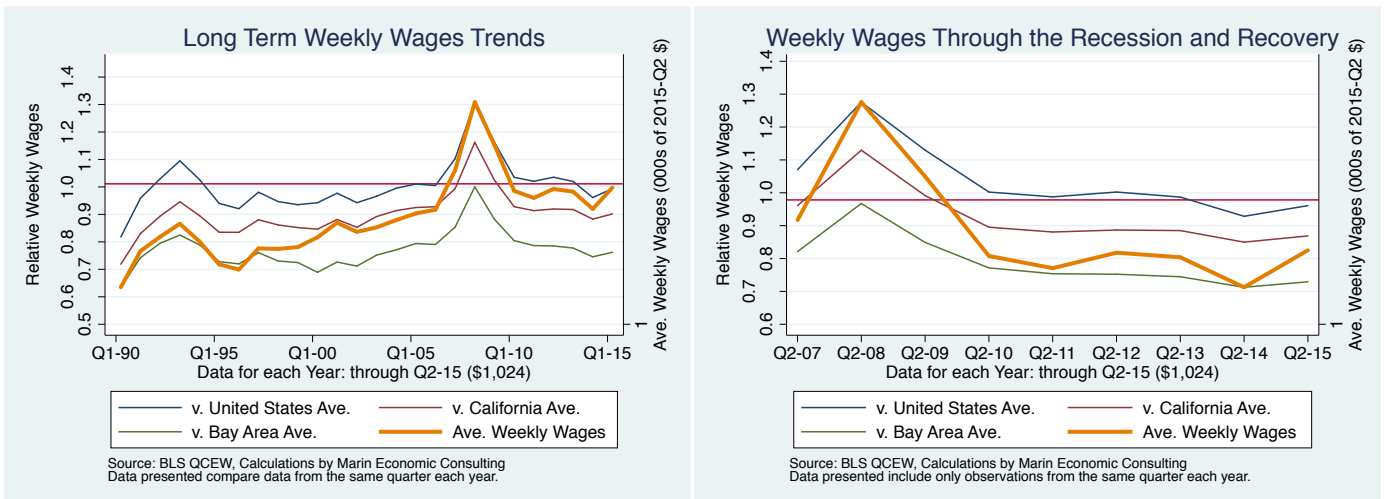 Long Term Weekly Wages Trends
Relative Weekly Wages
1.4
1.3
1.2
1.1
1.0
0.9
0.8
0.7
0.6
0.5
Ave. Weekly Wages (000s of 2015-Q2 $)
1
Q1-90 Q1-95 Q1-00 Q1-05 Q1-10 Q1-15
Data for each Year: through Q2-15 ($1,024)
v. United States Ave. v. California Ave.
v. Bay Area Ave. Ave. Weekly Wages
Source: BLS QCEW, Calculations by Marin Economic Consulting
Data presented compare data from the same quarter each year.
Weekly Wages Through the Recession and Recovery
Relative Weekly Wages
1.4
1.3
1.2
1.1
1.0
0.9
0.8
0.7
0.6
Ave. Weekly Wages (000s of 2015-Q2 $)
1
Q2-07 Q2-08 Q2-09 Q2-10 Q2-11 Q2-12 Q2-13 Q2-14 Q2-15
Data for each Year: through Q2-15 ($1,024)
v. United States Ave. v. California Ave.
v. Bay Area Ave. Ave. Weekly Wages
Source: BLS QCEW, Calculations by Marin Economic Consulting
Data presented include only observations from the same quarter each year.